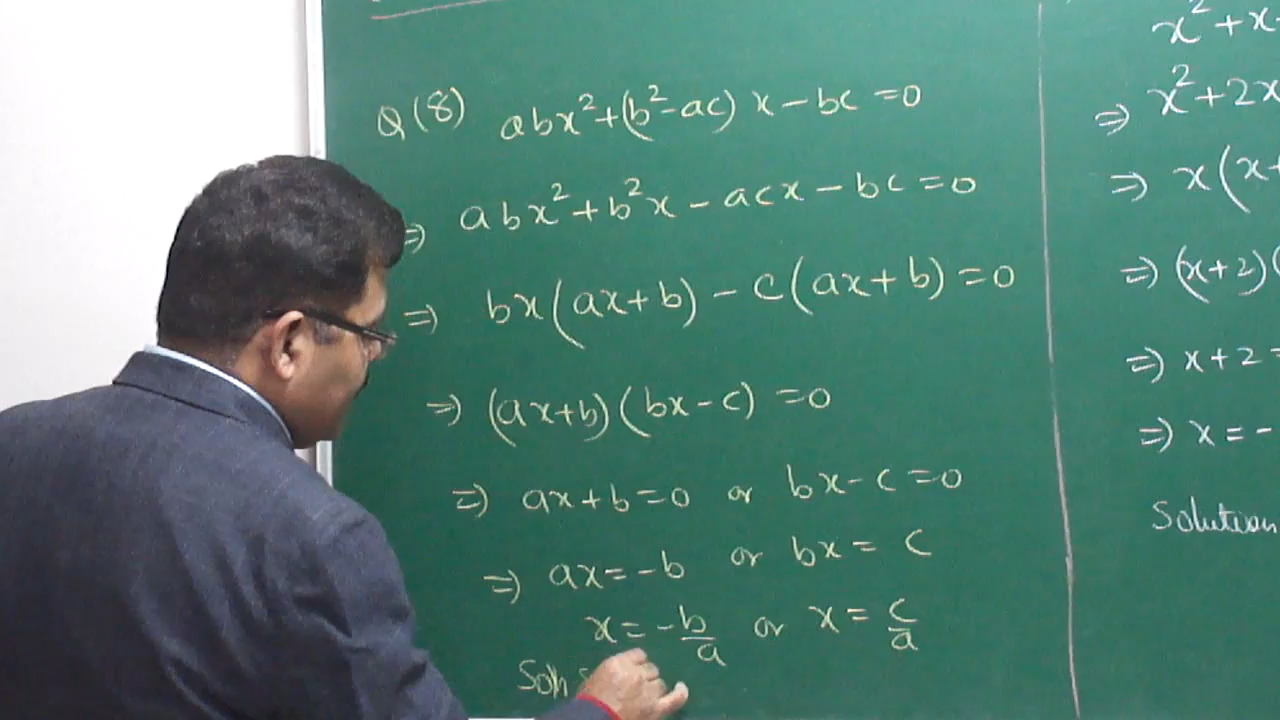 Q(8) abx²+(b²-ac)x-bc=0
⇒ abx²+b²x-acx-bc=0
⇒ bx(ax+b)-c(ax+b)=0
⇒ (ax+b)(bx-c)=0
⇒ ax+b=0 or bx-c=0
⇒ ax=-b or bx=c
x=-b/a or x=c/a
Soln
x²+x
⇒ x²+2x
⇒ x(x+
⇒ (x+2)(
⇒ x+2=
⇒ x=-
Solution